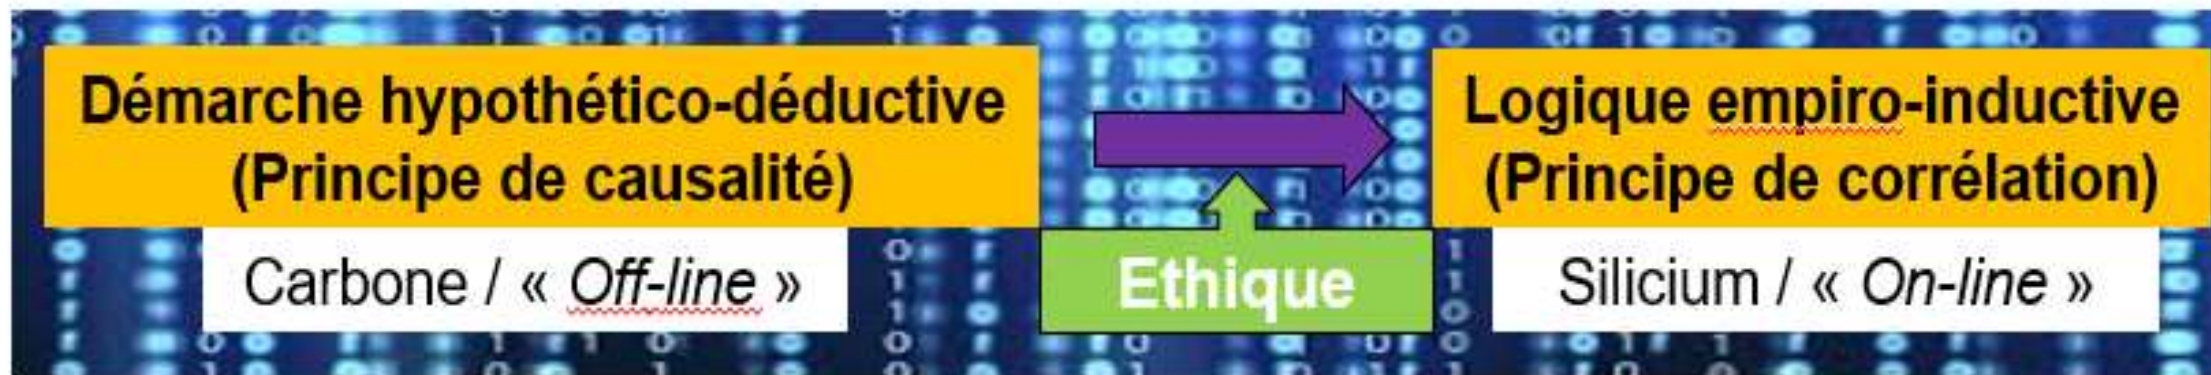 Démarche hypothético-déductive
(Principe de causalité)
Carbone / « Off-line »
Ethique
Logique empiro-inductive
(Principe de corrélation)
Silicium / « On-line »